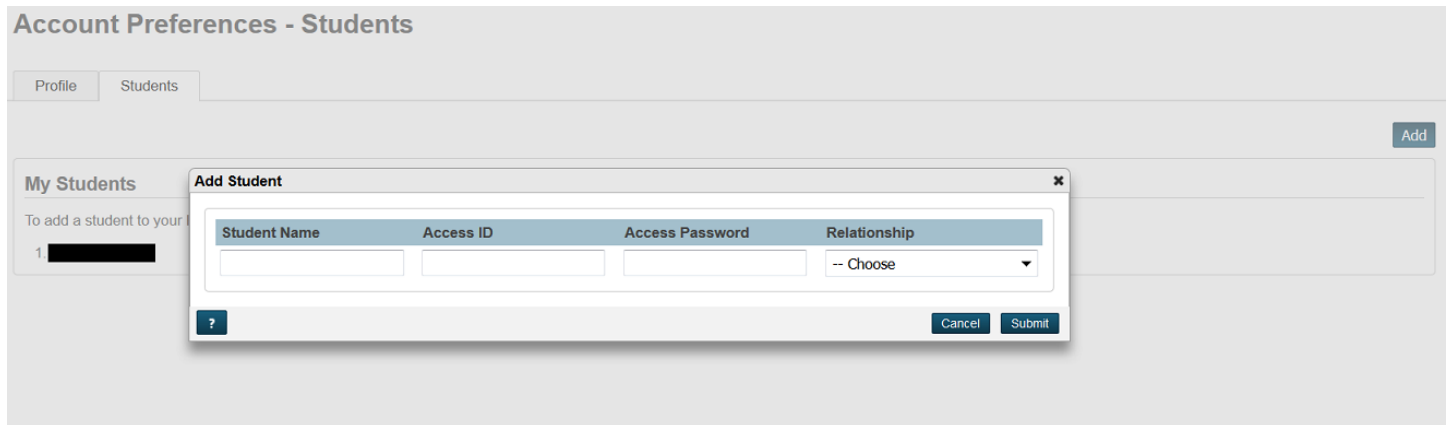 Account Preferences - Students
Profile Students
Add
My Students
To add a student to your
1.
Add Student
Student Name Access ID Access Password Relationship
-- Choose
? Cancel Submit